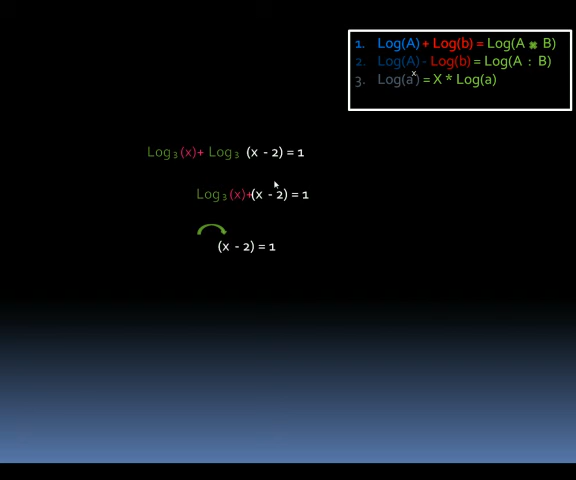 1. Log(A) + Log(b) = Log(A * B)
2. Log(A) - Log(b) = Log(A : B)
3. Log(aˣ) = X * Log(a)
Log₃(x)+ Log₃ (x - 2) = 1
Log₃(x)+(x - 2) = 1
(x - 2) = 1